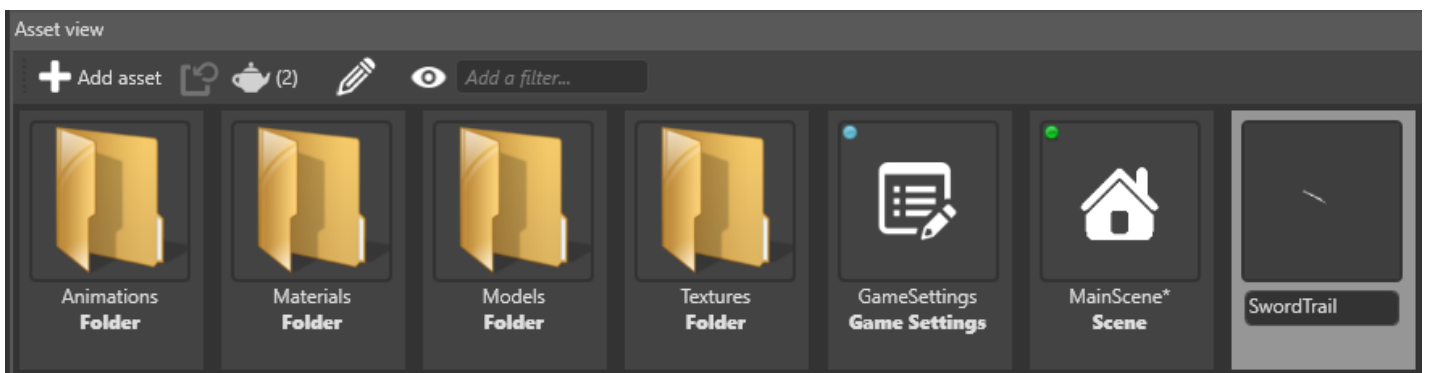 Asset view
Add asset (2) Add a filter...
Animations Materials Models Textures GameSettings MainScene* SwordTrail
Folder Folder Folder Folder Game Settings Scene